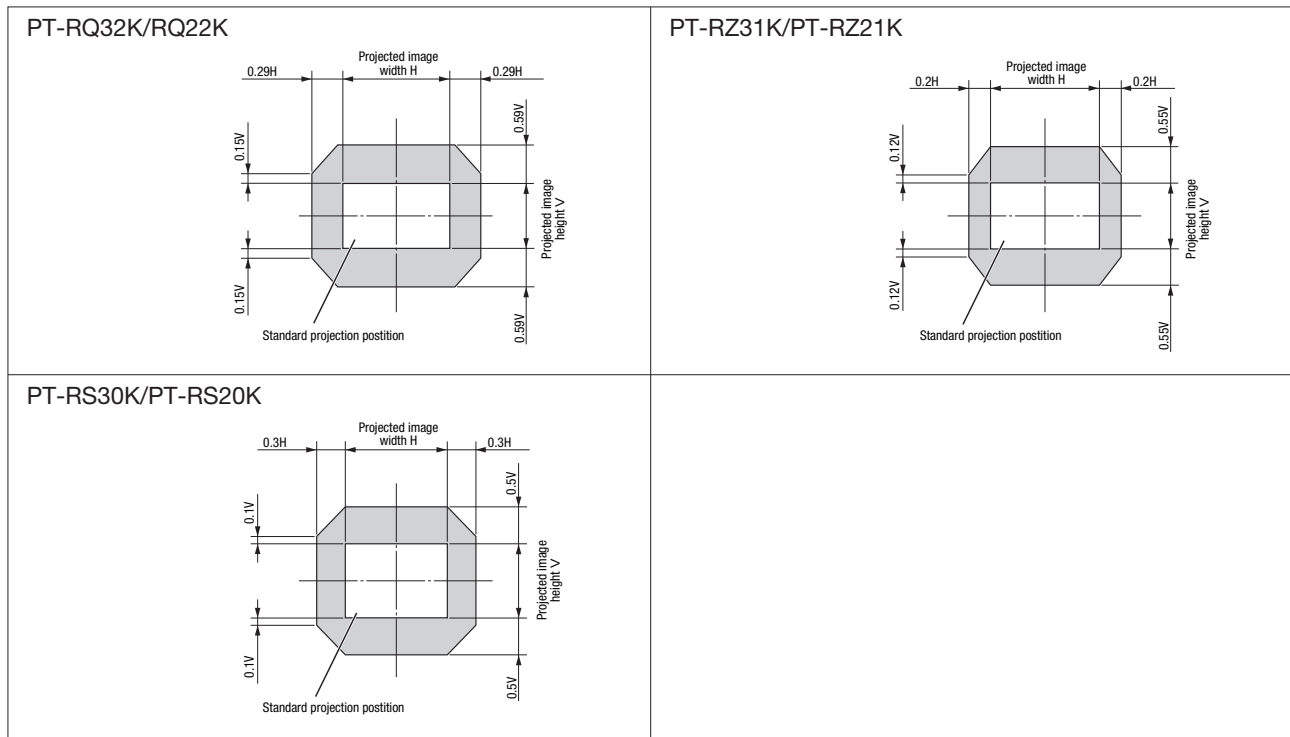 PT-RQ32K/RQ22K
Projected image
width H
0.29H
0.29H
0.15V
0.59V
Projected image
height V
0.15V
0.59V
Standard projection postition
PT-RZ31K/PT-RZ21K
Projected image
width H
0.2H
0.2H
0.12V
0.55V
Projected image
height V
0.12V
0.55V
Standard projection postition
PT-RS30K/PT-RS20K
Projected image
width H
0.3H
0.3H
0.1V
0.5V
Projected image
height V
0.1V
0.5V
Standard projection postition